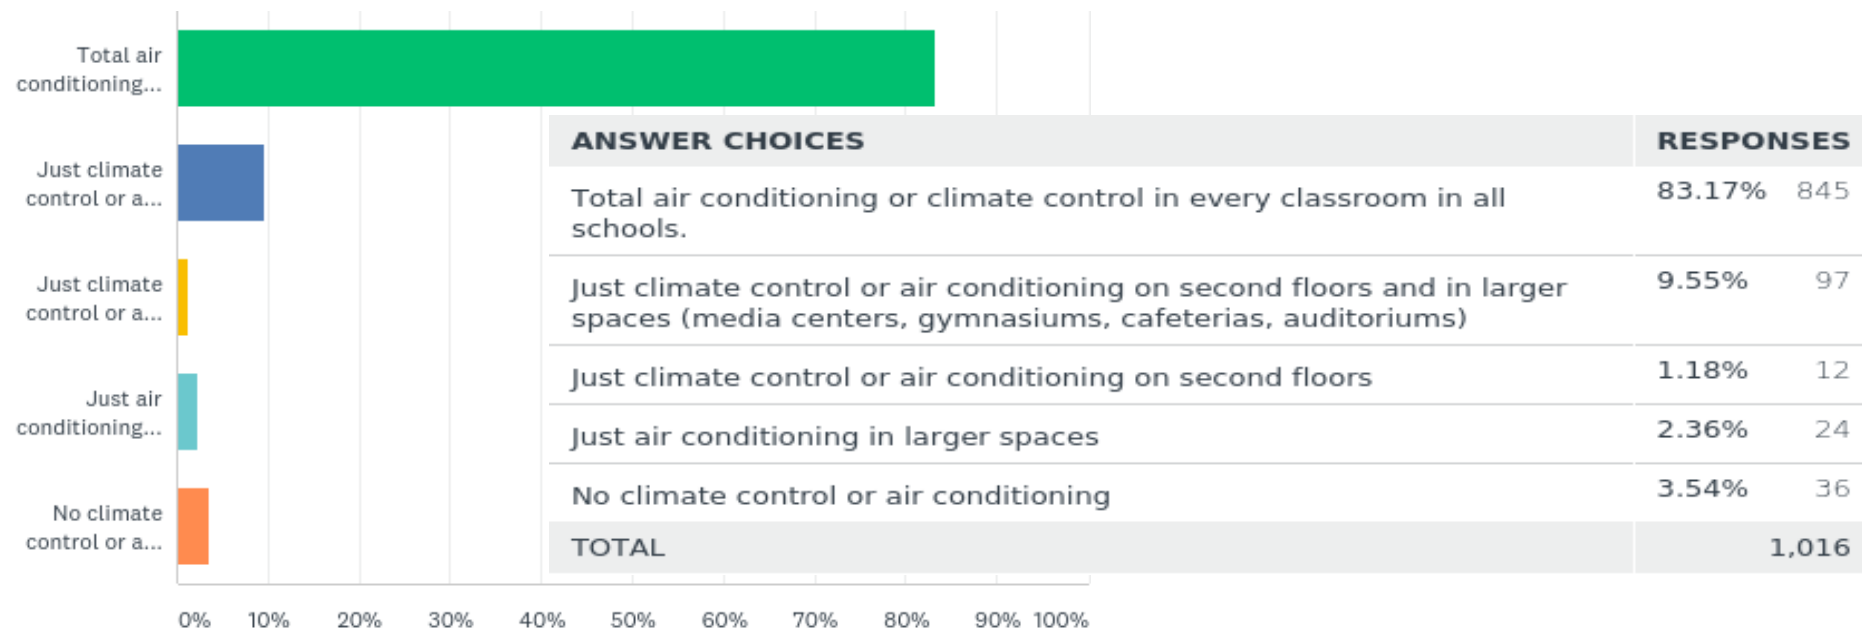 Total air
conditioning...
Just climate
control or a...
Just climate
control or a...
Just air
conditioning...
No climate
control or a...
0% 10% 20% 30% 40% 50% 60% 70% 80% 90% 100%
ANSWER CHOICES RESPONSES
Total air conditioning or climate control in every classroom in all 83.17% 845
schools.
Just climate control or air conditioning on second floors and in larger 9.55% 97
spaces (media centers, gymnasiums, cafeterias, auditoriums)
Just climate control or air conditioning on second floors 1.18% 12
Just air conditioning in larger spaces 2.36% 24
No climate control or air conditioning 3.54% 36
TOTAL 1,016